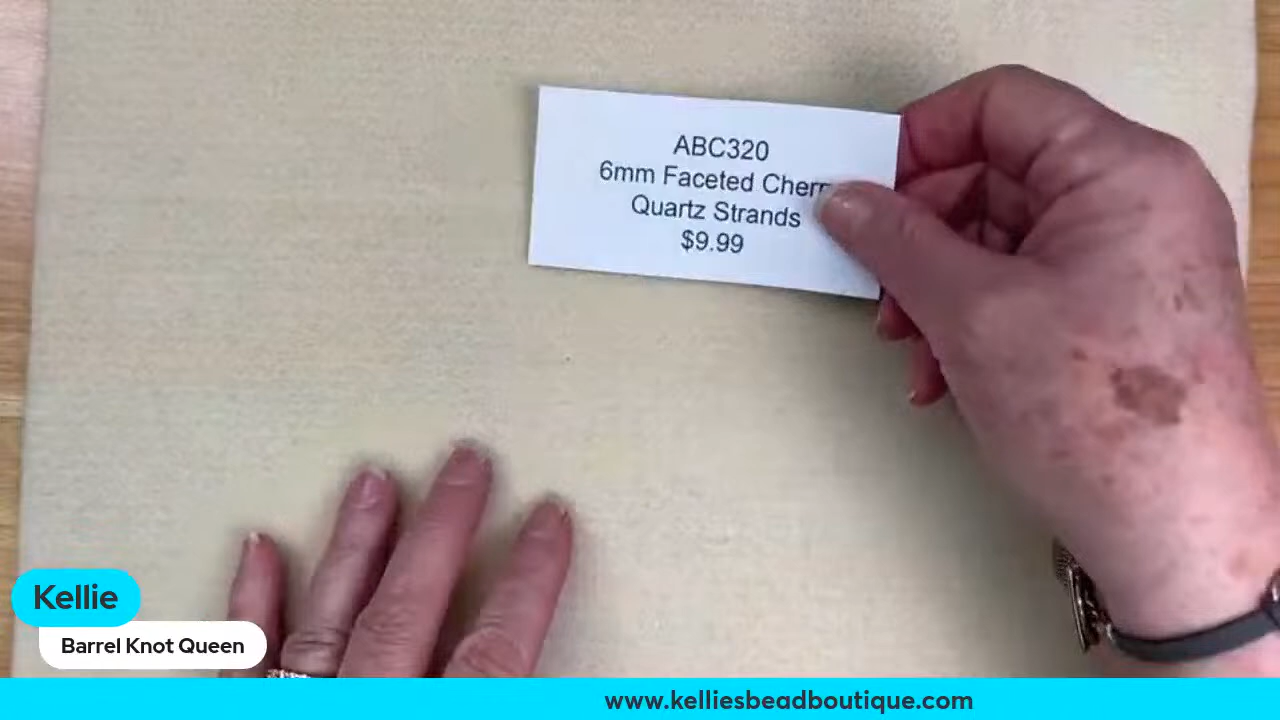 ABC320
6mm Faceted
Quartz Strands
$9.99
Kellie
Barrel Knot Queen
www.kelliesbeadboutique.com